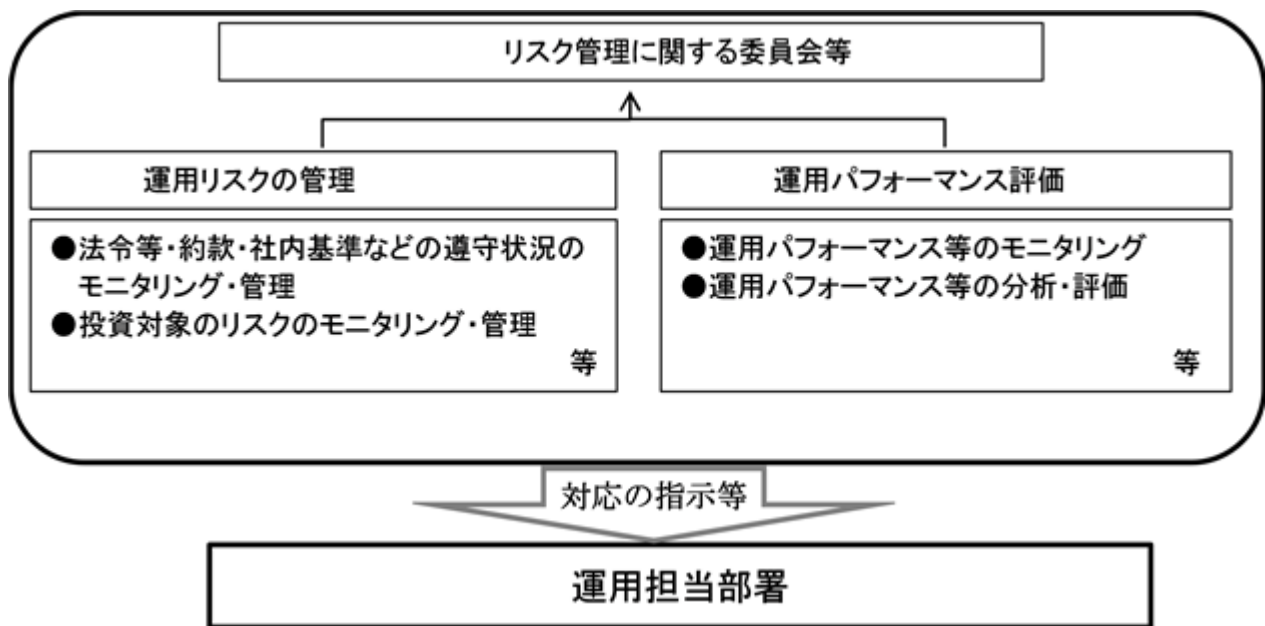 リスク管理に関する委員会等
運用リスクの管理
●法令等・約款・社内基準などの遵守状況の
モニタリング・管理
●投資対象のリスクのモニタリング・管理
等
運用パフォーマンス評価
●運用パフォーマンス等のモニタリング
●運用パフォーマンス等の分析・評価
等
対応の指示等
運用担当部署